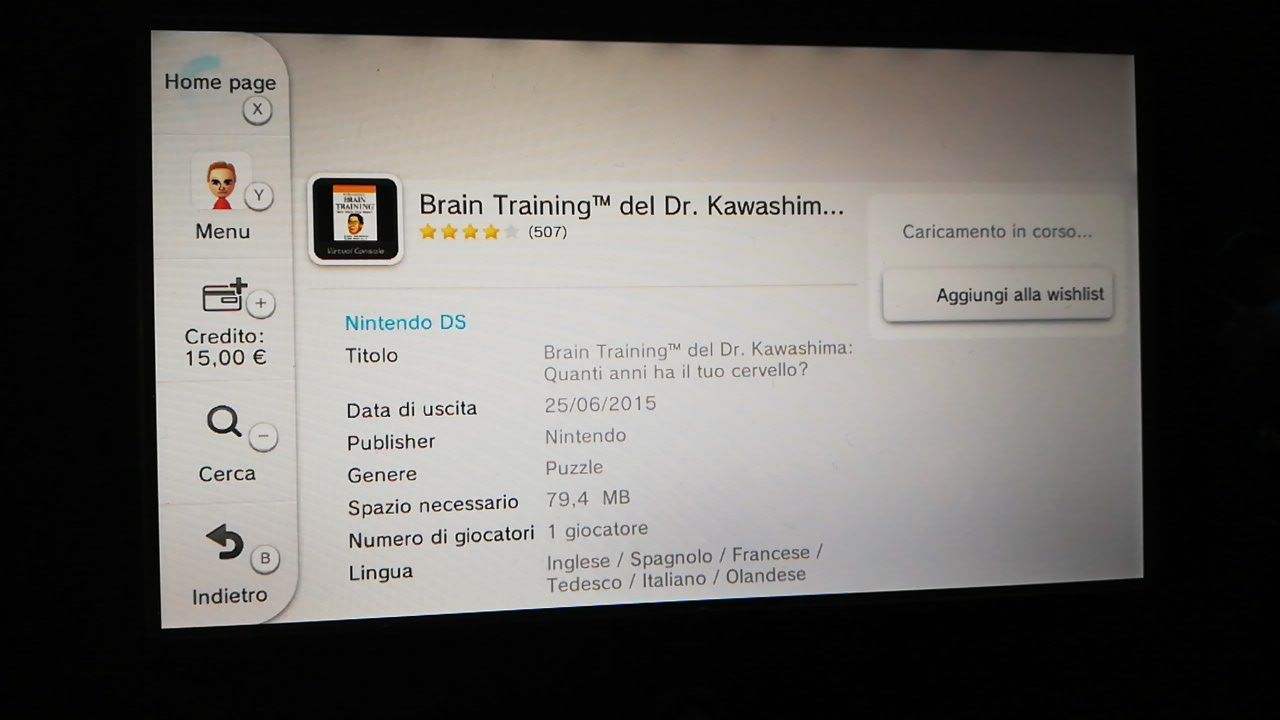 Home page
X
Y
Menu
+
Credito:
15,00 €
−
Cerca
B
Indietro
BRAIN
TRAINING
Virtual Console
Brain Training™ del Dr. Kawashim...
(507)
Nintendo DS
Titolo Brain Training™ del Dr. Kawashima:
Quanti anni ha il tuo cervello?
Data di uscita 25/06/2015
Publisher Nintendo
Genere Puzzle
Spazio necessario 79,4 MB
Numero di giocatori 1 giocatore
Lingua Inglese / Spagnolo / Francese /
Tedesco / Italiano / Olandese
Caricamento in corso...
Aggiungi alla wishlist